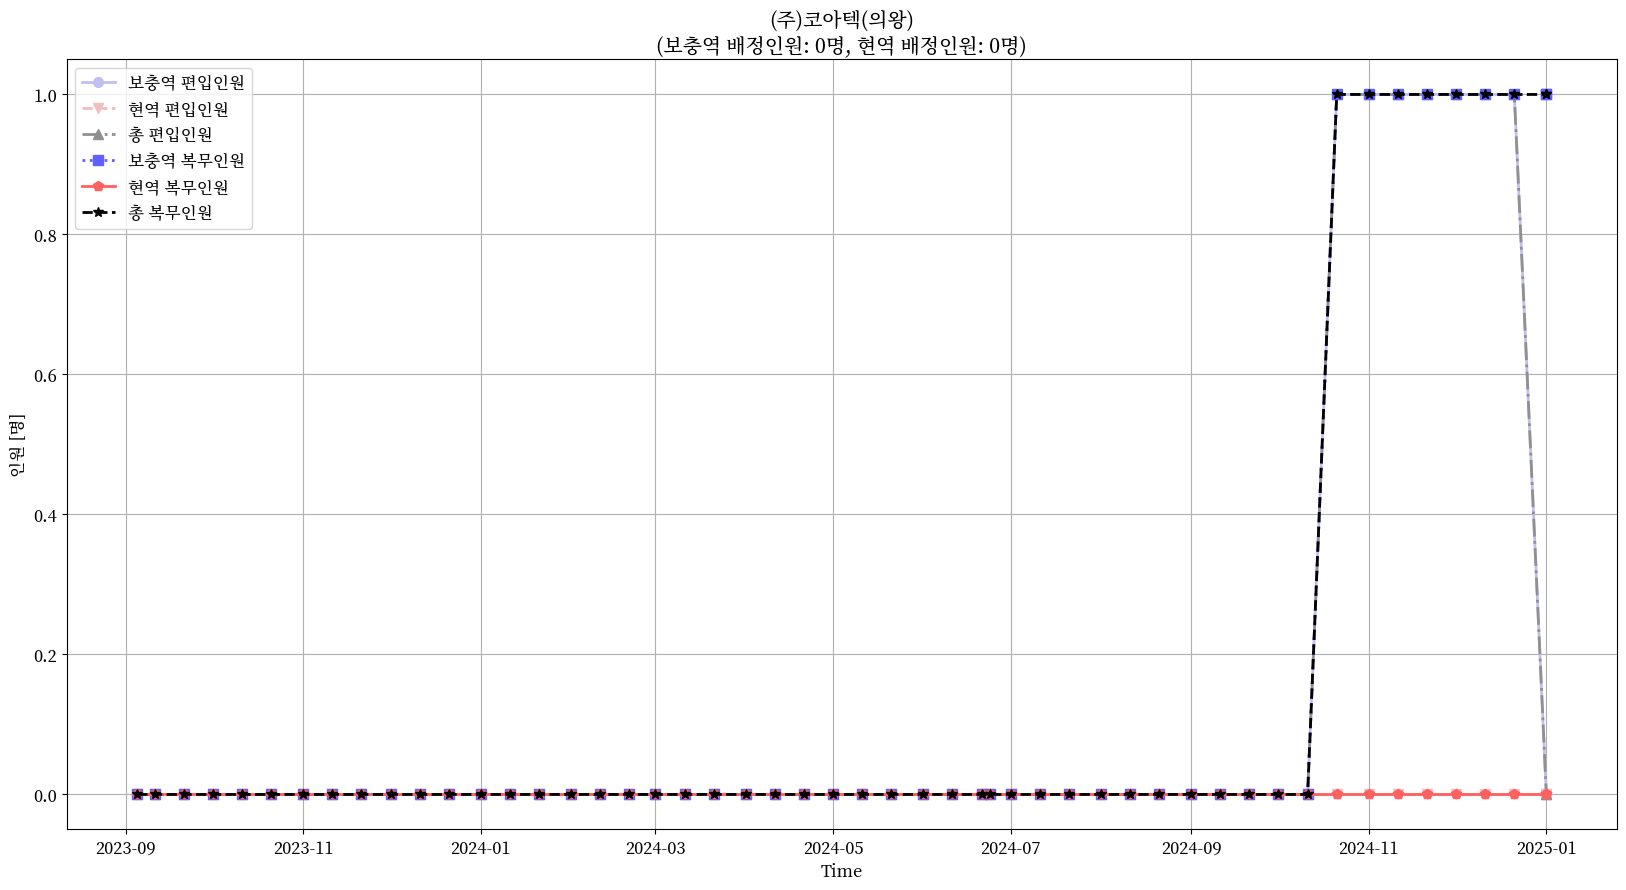 (주)코아텍(의왕)
(보충역 배정인원: 0명, 현역 배정인원: 0명)
보충역 편입인원
현역 편입인원
총 편입인원
보충역 복무인원
현역 복무인원
총 복무인원
인원 [명]
1.0
0.8
0.6
0.4
0.2
0.0
2023-09 2023-11 2024-01 2024-03 2024-05 2024-07 2024-09 2024-11 2025-01
Time